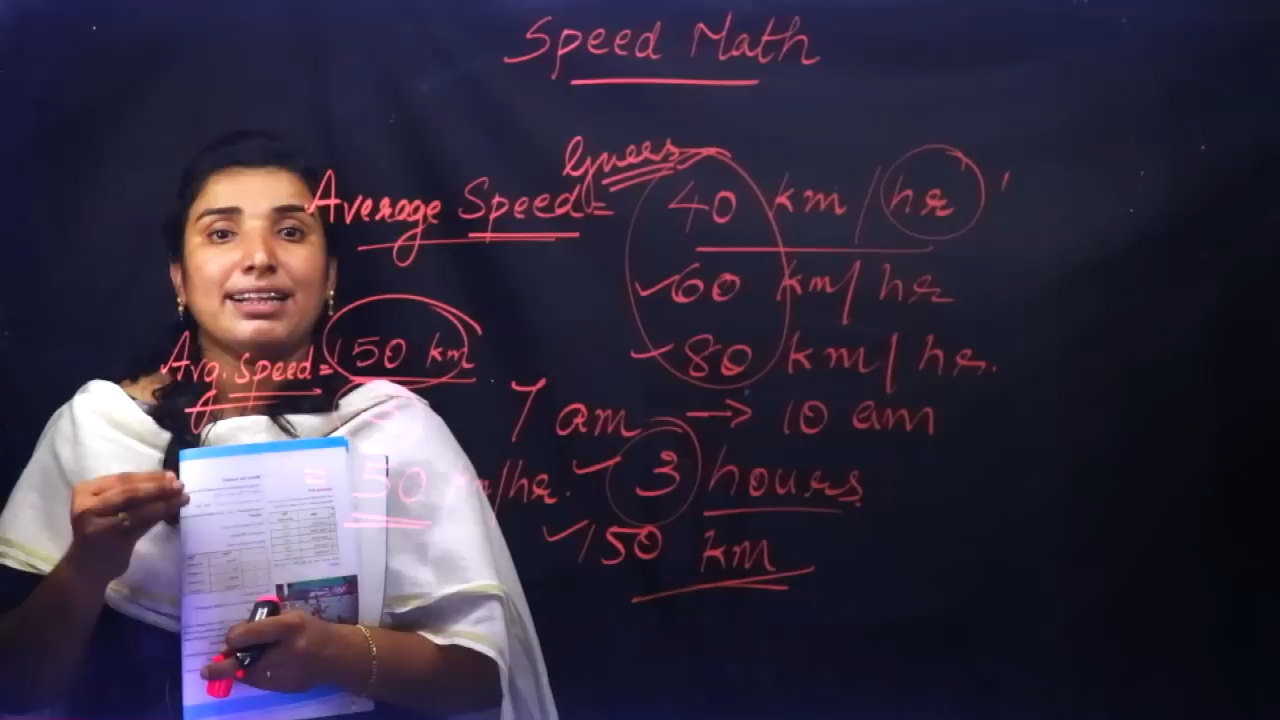 Speed Math
Guess
Average Speed = 40 km/hr
60 km/hr
80 km/hr.
Avg. Speed = 150 km
3
7 am → 10 am
= 50 km/hr. 3 hours
150 km